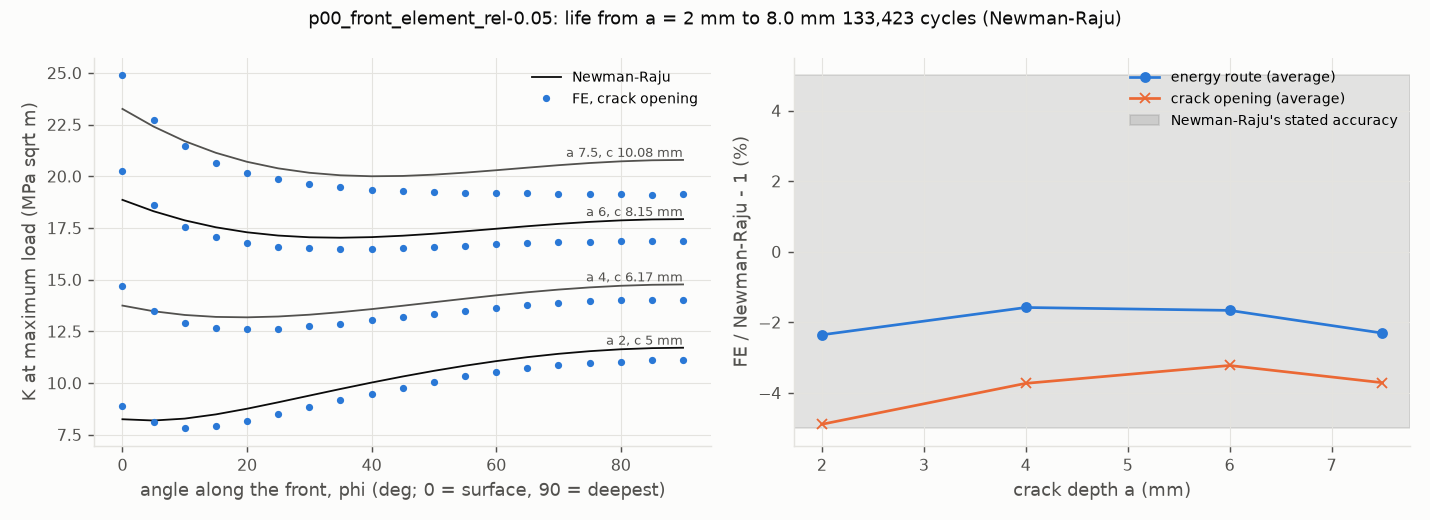 p00_front_element_rel-0.05: life from a = 2 mm to 8.0 mm 133,423 cycles (Newman-Raju)
K at maximum load (MPa sqrt m)
25.0
22.5
20.0
17.5
15.0
12.5
10.0
7.5
Newman-Raju
FE, crack opening
a 7.5, c 10.08 mm
a 6, c 8.15 mm
a 4, c 6.17 mm
a 2, c 5 mm
0
20
40
60
80
angle along the front, phi (deg; 0 = surface, 90 = deepest)
FE / Newman-Raju - 1 (%)
4
2
0
−2
−4
energy route (average)
crack opening (average)
Newman-Raju's stated accuracy
2
3
4
5
6
7
crack depth a (mm)